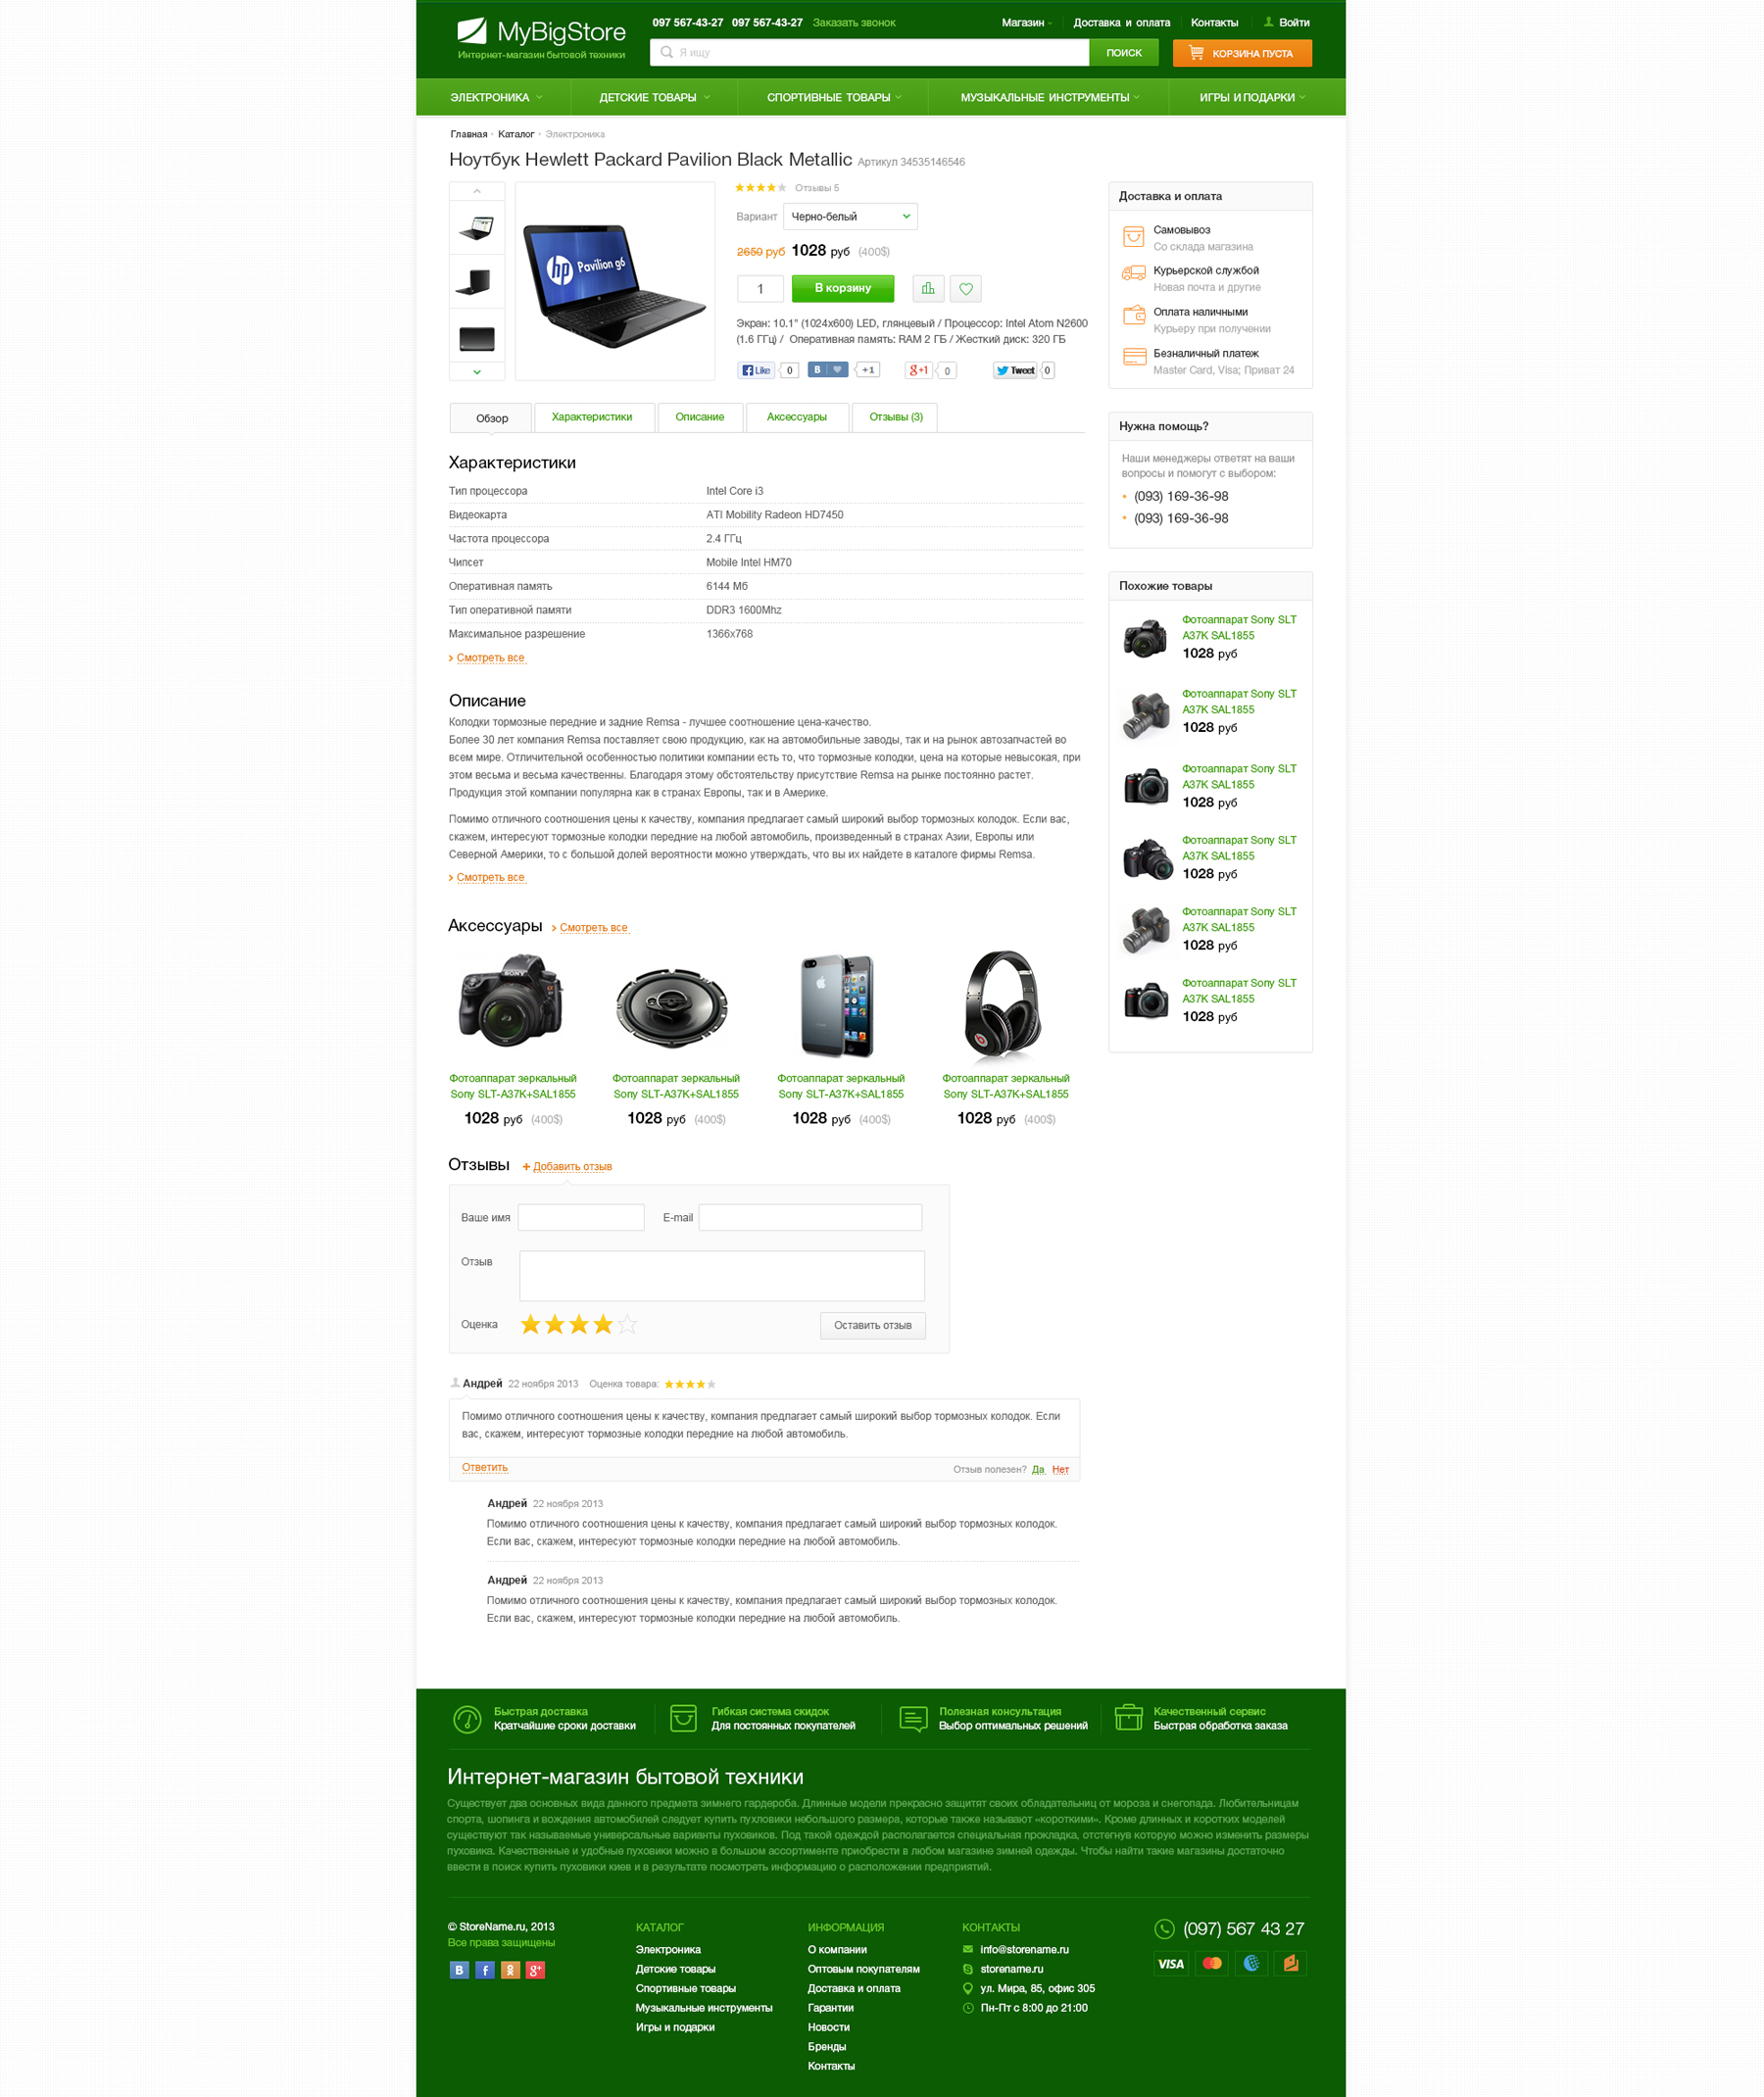 MyBigStore
Интернет-магазин бытовой техники
097 567-43-27 097 567-43-27 Заказать звонок
Магазин Доставка и оплата Контакты Войти
Я ищу
ПОИСК
КОРЗИНА ПУСТА
ЭЛЕКТРОНИКА ДЕТСКИЕ ТОВАРЫ СПОРТИВНЫЕ ТОВАРЫ МУЗЫКАЛЬНЫЕ ИНСТРУМЕНТЫ ИГРЫ И ПОДАРКИ
Главная Каталог Электроника
Ноутбук Hewlett Packard Pavilion Black Metallic Артикул 34535146546
hp Pavilion g6
Отзывы 5
Вариант Черно-белый
2650 руб 1028 руб (400$)
1 В корзину
Экран: 10.1" (1024x600) LED, глянцевый / Процессор: Intel Atom N2600
(1.6 ГГц) / Оперативная память: RAM 2 ГБ / Жесткий диск: 320 ГБ
Like 0 В +1 g+1 0 Tweet 0
Доставка и оплата
Самовывоз
Со склада магазина
Курьерской службой
Новая почта и другие
Оплата наличными
Курьеру при получении
Безналичный платеж
Master Card, Visa; Приват 24
Обзор Характеристики Описание Аксессуары Отзывы (3)
Характеристики
Тип процессора Intel Core i3
Видеокарта ATI Mobility Radeon HD7450
Частота процессора 2.4 ГГц
Чипсет Mobile Intel HM70
Оперативная память 6144 Мб
Тип оперативной памяти DDR3 1600Mhz
Максимальное разрешение 1366x768
Смотреть все
Нужна помощь?
Наши менеджеры ответят на ваши
вопросы и помогут с выбором:
(093) 169-36-98
(093) 169-36-98
Похожие товары
Фотоаппарат Sony SLT
A37K SAL1855
1028 руб
Фотоаппарат Sony SLT
A37K SAL1855
1028 руб
Фотоаппарат Sony SLT
A37K SAL1855
1028 руб
Фотоаппарат Sony SLT
A37K SAL1855
1028 руб
Фотоаппарат Sony SLT
A37K SAL1855
1028 руб
Фотоаппарат Sony SLT
A37K SAL1855
1028 руб
Описание
Колодки тормозные передние и задние Remsa - лучшее соотношение цена-качество.
Более 30 лет компания Remsa поставляет свою продукцию, как на автомобильные заводы, так и на рынок автозапчастей во
всем мире. Отличительной особенностью политики компании есть то, что тормозные колодки, цена на которые невысокая, при
этом весьма и весьма качественны. Благодаря этому обстоятельству присутствие Remsa на рынке постоянно растет.
Продукция этой компании популярна как в странах Европы, так и в Америке.
Помимо отличного соотношения цены к качеству, компания предлагает самый широкий выбор тормозных колодок. Если вас,
скажем, интересуют тормозные колодки передние на любой автомобиль, произведенный в странах Азии, Европы или
Северной Америки, то с большой долей вероятности можно утверждать, что вы их найдете в каталоге фирмы Remsa.
Смотреть все
Аксессуары Смотреть все
SONY
Фотоаппарат зеркальный
Sony SLT-A37K+SAL1855
1028 руб (400$)
Фотоаппарат зеркальный
Sony SLT-A37K+SAL1855
1028 руб (400$)
Фотоаппарат зеркальный
Sony SLT-A37K+SAL1855
1028 руб (400$)
Фотоаппарат зеркальный
Sony SLT-A37K+SAL1855
1028 руб (400$)
Отзывы Добавить отзыв
Ваше имя E-mail
Отзыв
Оценка
Оставить отзыв
Андрей 22 ноября 2013 Оценка товара:
Помимо отличного соотношения цены к качеству, компания предлагает самый широкий выбор тормозных колодок. Если
вас, скажем, интересуют тормозные колодки передние на любой автомобиль.
Ответить Отзыв полезен? Да Нет
Андрей 22 ноября 2013
Помимо отличного соотношения цены к качеству, компания предлагает самый широкий выбор тормозных колодок.
Если вас, скажем, интересуют тормозные колодки передние на любой автомобиль.
Андрей 22 ноября 2013
Помимо отличного соотношения цены к качеству, компания предлагает самый широкий выбор тормозных колодок.
Если вас, скажем, интересуют тормозные колодки передние на любой автомобиль.
Быстрая доставка
Кратчайшие сроки доставки
Гибкая система скидок
Для постоянных покупателей
Полезная консультация
Выбор оптимальных решений
Качественный сервис
Быстрая обработка заказа
Интернет-магазин бытовой техники
Существует два основных вида данного предмета зимнего гардероба. Длинные модели прекрасно защитят своих обладательниц от мороза и снегопада. Любительницам
спорта, шопинга и вождения автомобилей следует купить пухловики небольшого размера, которые также называют «короткими». Кроме длинных и коротких моделей
существуют так называемые универсальные варианты пуховиков. Под такой одеждой располагается специальная прокладка, отстегнув которую можно изменить размеры
пуховика. Качественные и удобные пуховики можно в большом ассортименте приобрести в любом магазине зимней одежды. Чтобы найти такие магазины достаточно
ввести в поиск купить пуховики киев и в результате посмотреть информацию о расположении предприятий.
© StoreName.ru, 2013
Все права защищены
КАТАЛОГ
Электроника
Детские товары
Спортивные товары
Музыкальные инструменты
Игры и подарки
ИНФОРМАЦИЯ
О компании
Оптовым покупателям
Доставка и оплата
Гарантии
Новости
Бренды
Контакты
КОНТАКТЫ
info@storename.ru
storename.ru
ул. Мира, 85, офис 305
Пн-Пт с 8:00 до 21:00
(097) 567 43 27
VISA